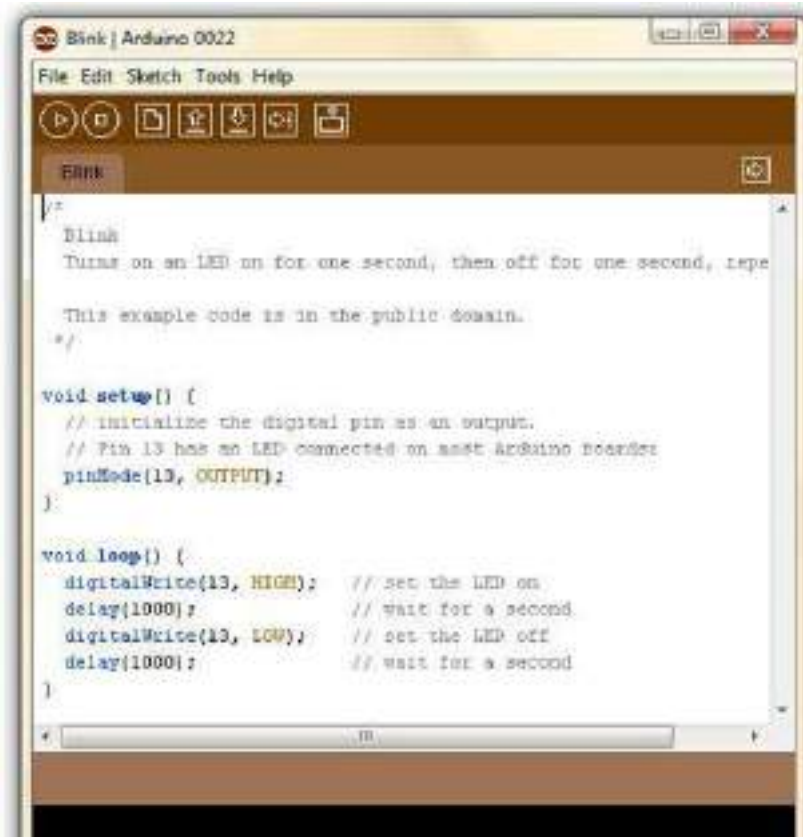 Blink | Arduino 0022
File Edit Sketch Tools Help
Blink
/*
Blink
Turns on an LED on for one second, then off for one second, repe
This example code is in the public domain.
*/
void setup() {
// initialize the digital pin as an output.
// Pin 13 has an LED connected on most Arduino boards:
pinMode(13, OUTPUT);
}
void loop() {
digitalWrite(13, HIGH); // set the LED on
delay(1000); // wait for a second
digitalWrite(13, LOW); // set the LED off
delay(1000); // wait for a second
}